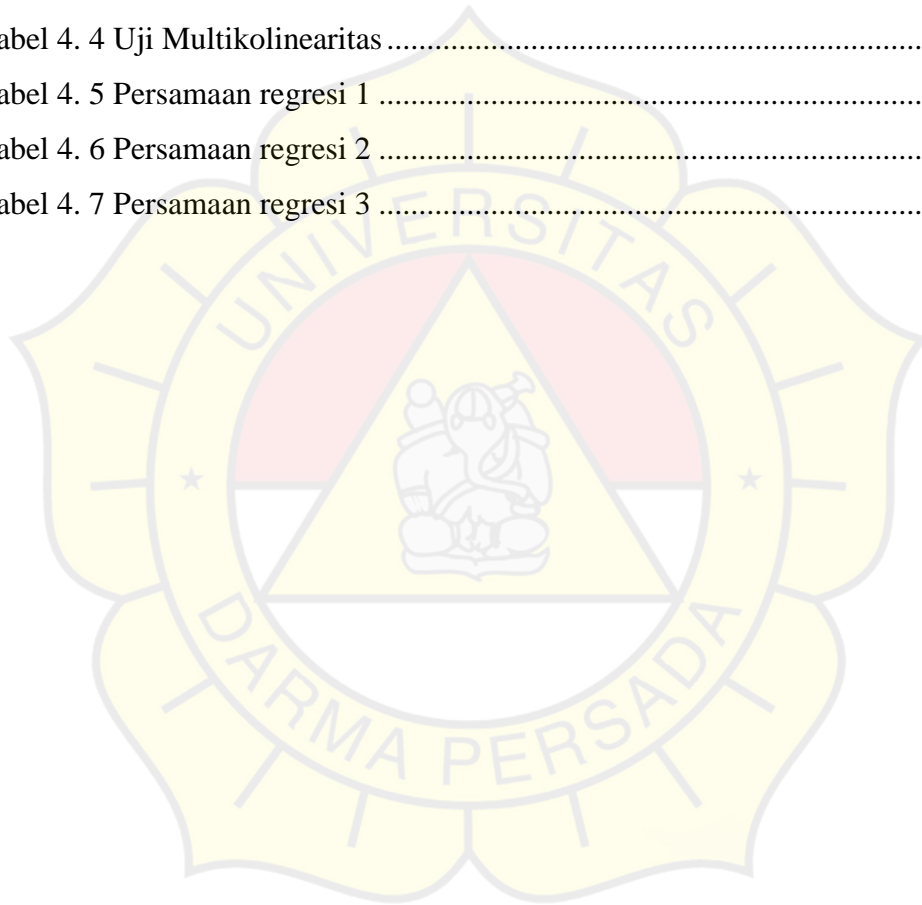 abel 4. 4 Uji Multikolinearitas ........................................................................
abel 4. 5 Persamaan regresi 1 ........................................................................
abel 4. 6 Persamaan regresi 2 ........................................................................
abel 4. 7 Persamaan regresi 3 ........................................................................
UNIVERSITAS
DARMA PERSADA